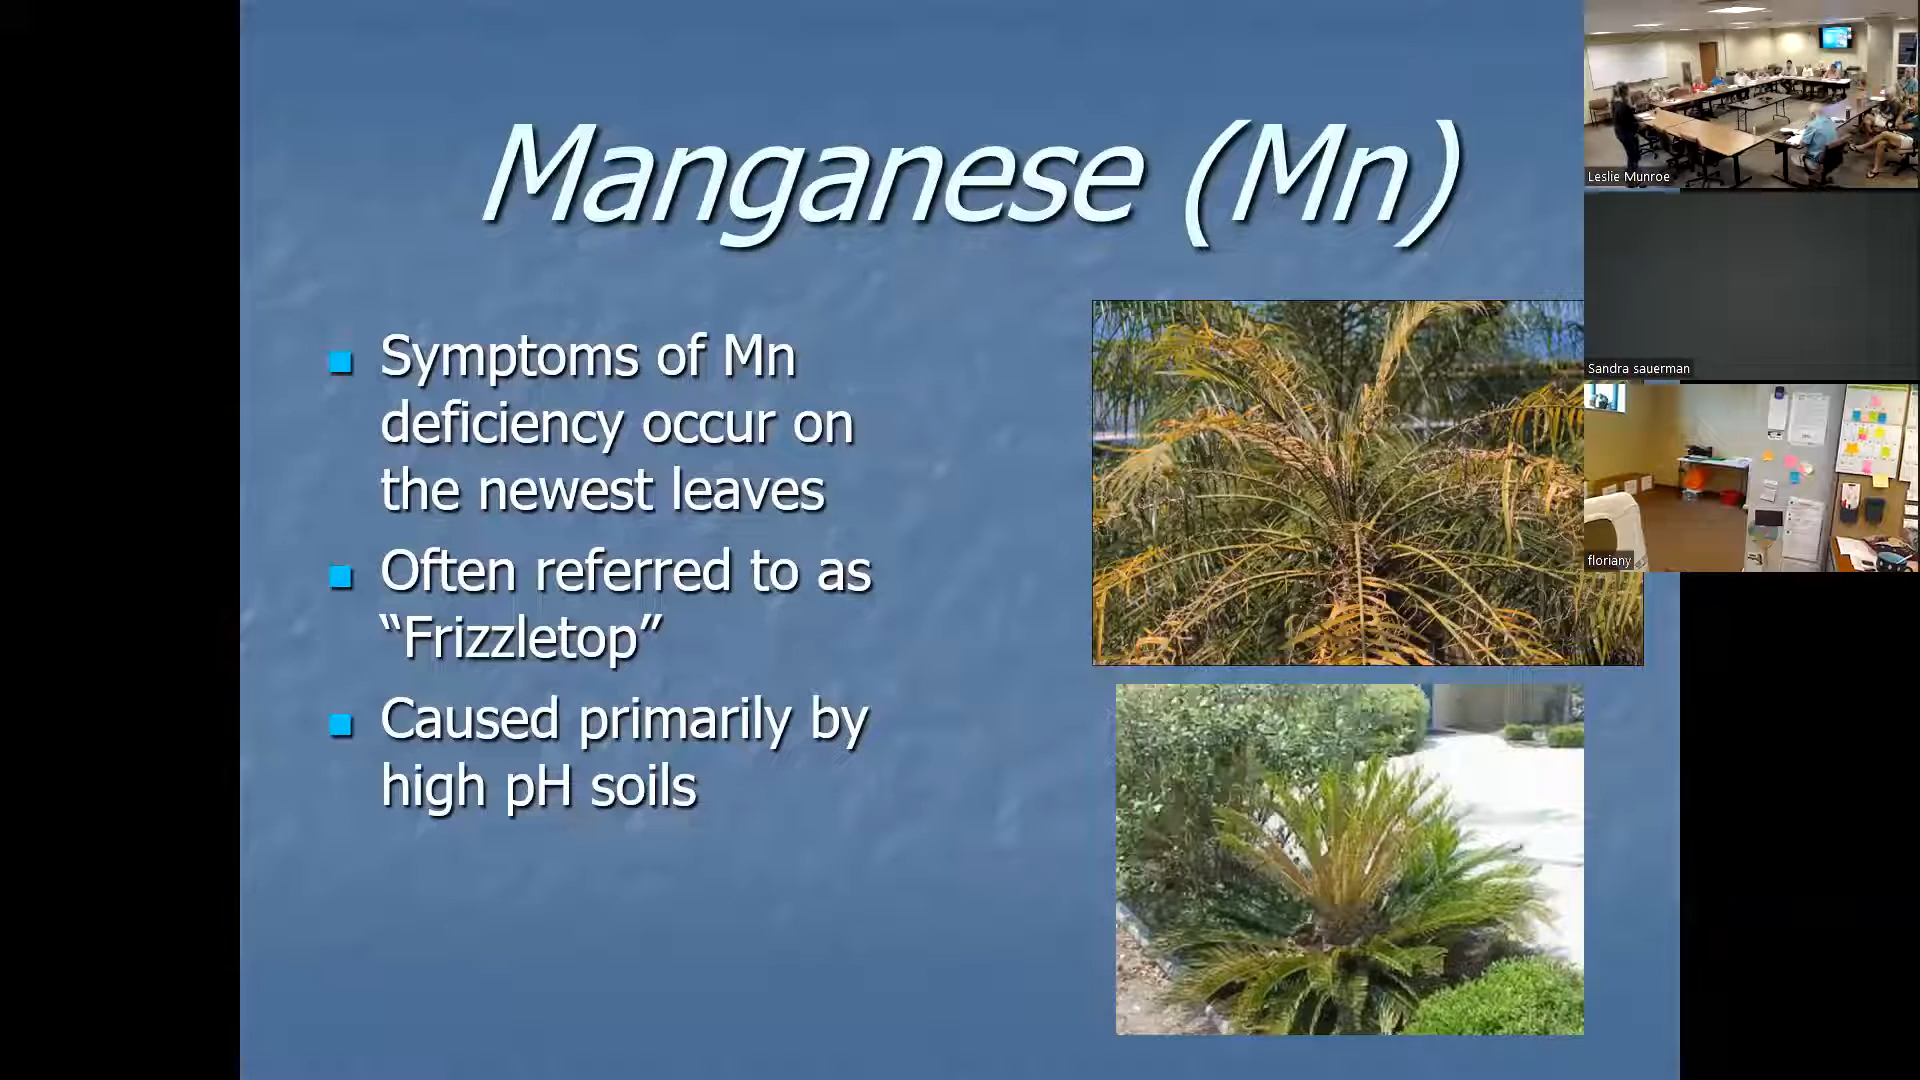 Manganese (Mn)
Symptoms of Mn
deficiency occur on
the newest leaves
Often referred to as
“Frizzletop”
Caused primarily by
high pH soils
Leslie Munroe
Sandra sauerman
floriany